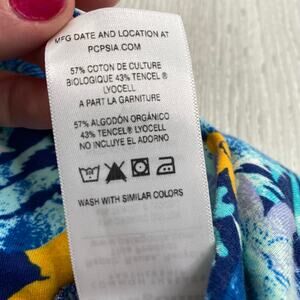 MFG DATE AND LOCATION AT
PCPSIA.COM
57% COTON DE CULTURE
BIOLOGIQUE 43% TENCEL®
LYOCELL
A PART LA GARNITURE
57% ALGODÓN ORGÁNICO
43% TENCEL® LYOCELL
NO INCLUYE EL ADORNO
WASH WITH SIMILAR COLORS